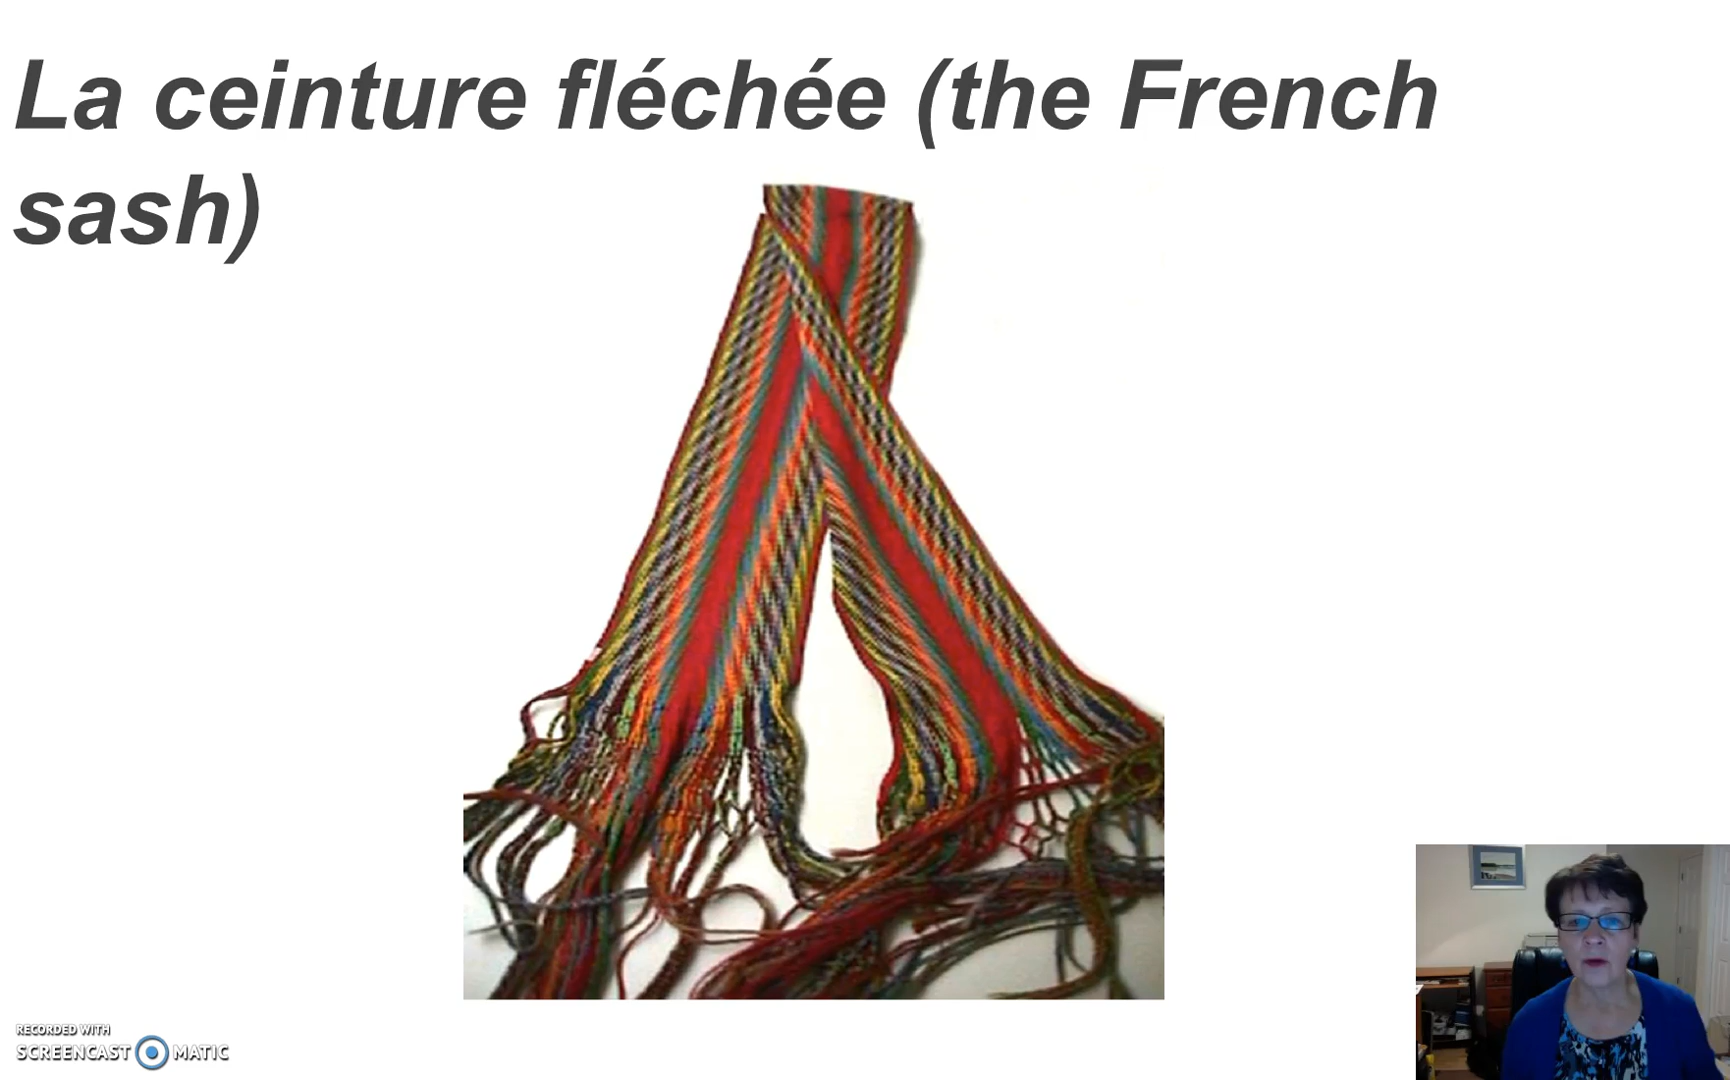 La ceinture fléchée (the French
sash)
RECORDED WITH
SCREENCAST MATIC